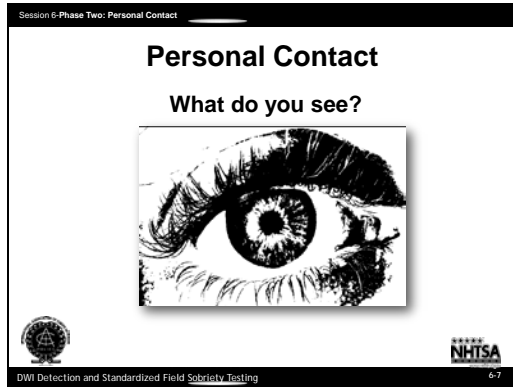 Session 6-Phase Two: Personal Contact
Personal Contact
What do you see?
NHTSA
DWI Detection and Standardized Field Sobriety Testing
6-7